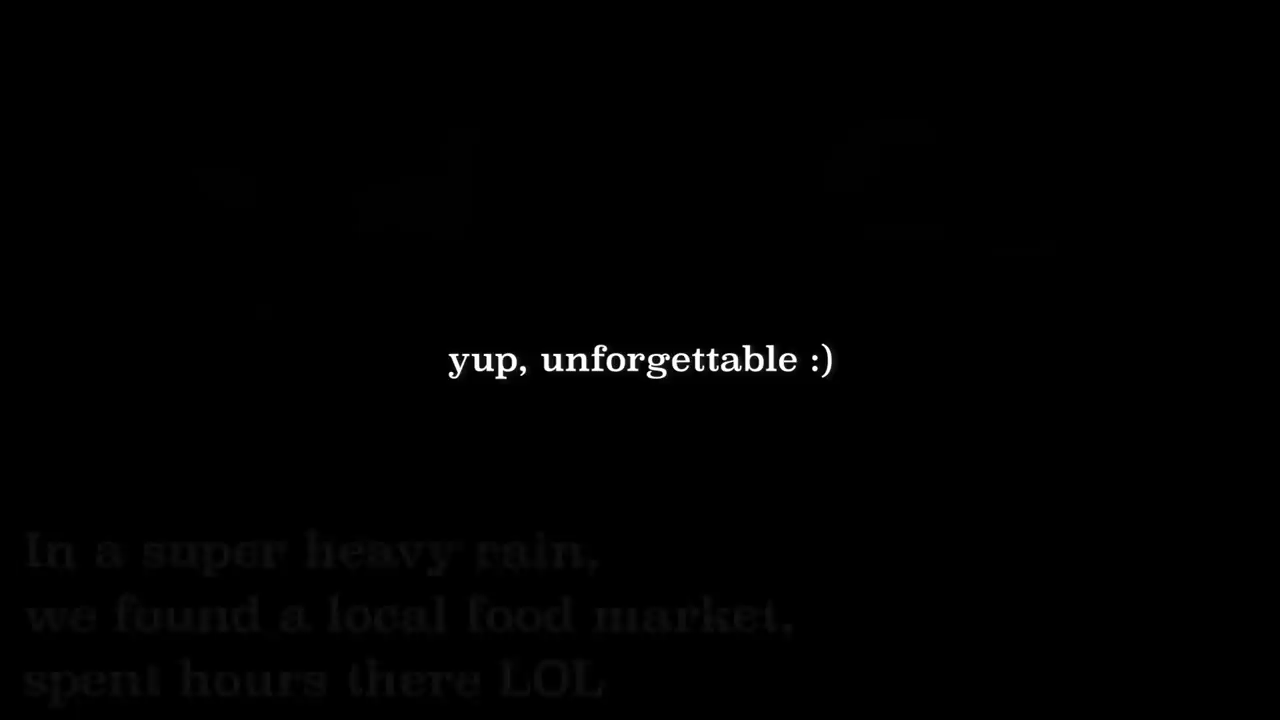 yup, unforgettable :)
In a super heavy rain,
we found a local food market,
spent hours there LOL